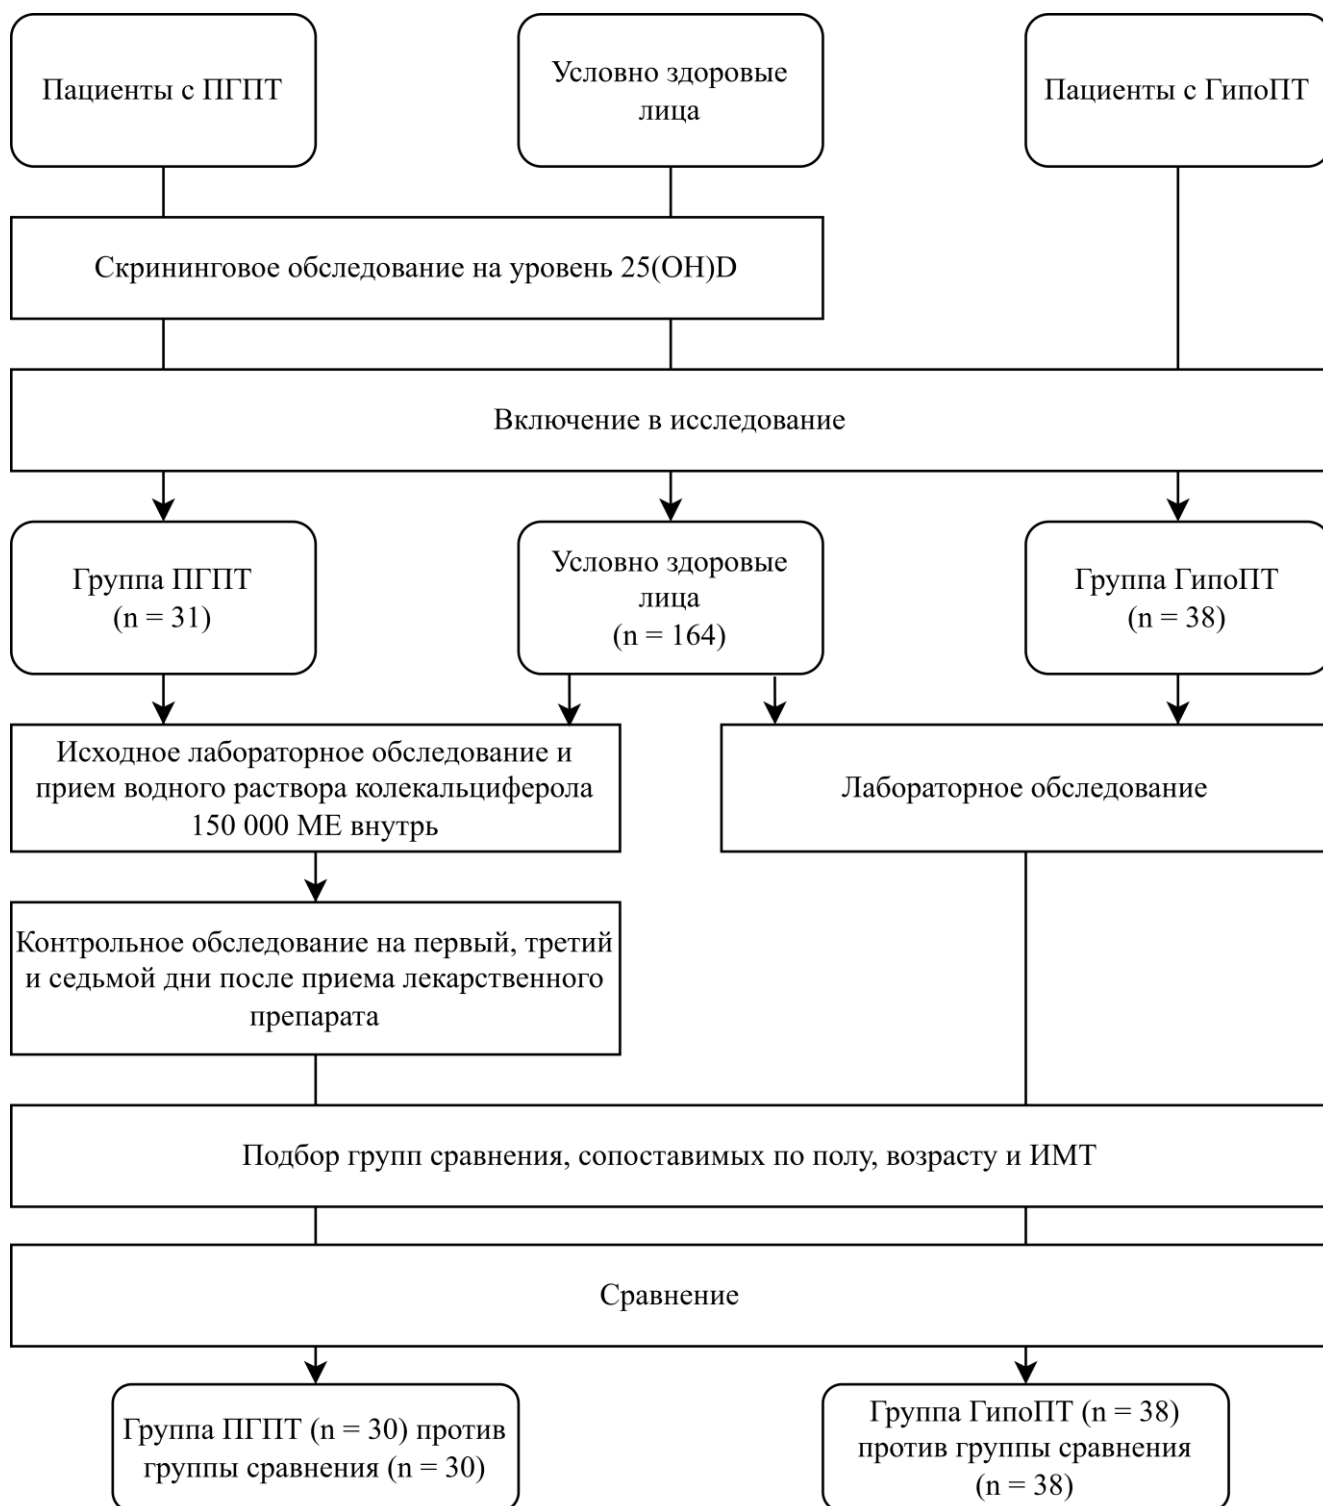 Пациенты с ПГПТ
Условно здоровые
лица
Пациенты с ГипоПТ
Скрининговое обследование на уровень 25(OH)D
Включение в исследование
Группа ПГПТ
(n = 31)
Условно здоровые
лица
(n = 164)
Группа ГипоПТ
(n = 38)
Исходное лабораторное обследование и
прием водного раствора колекальциферола
150 000 МЕ внутрь
Лабораторное обследование
Контрольное обследование на первый, третий
и седьмой дни после приема лекарственного
препарата
Подбор групп сравнения, сопоставимых по полу, возрасту и ИМТ
Сравнение
Группа ПГПТ (n = 30) против
группы сравнения (n = 30)
Группа ГипоПТ (n = 38)
против группы сравнения
(n = 38)